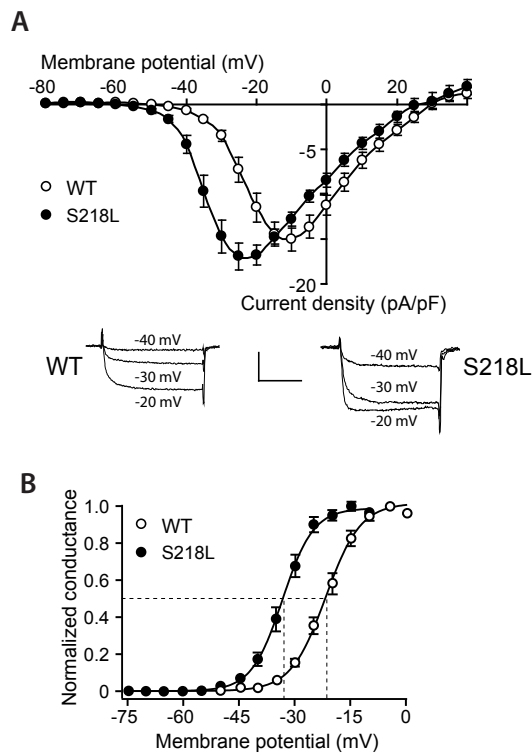 A
Membrane potential (mV)
-80 -60 -40 -20 0 20
-5
-20
WT
S218L
Current density (pA/pF)
WT
-40 mV
-30 mV
-20 mV
-40 mV
-30 mV
-20 mV
S218L
B
Normalized conductance
1.0
0.8
0.6
0.4
0.2
0
WT
S218L
-75 -60 -45 -30 -15 0
Membrane potential (mV)